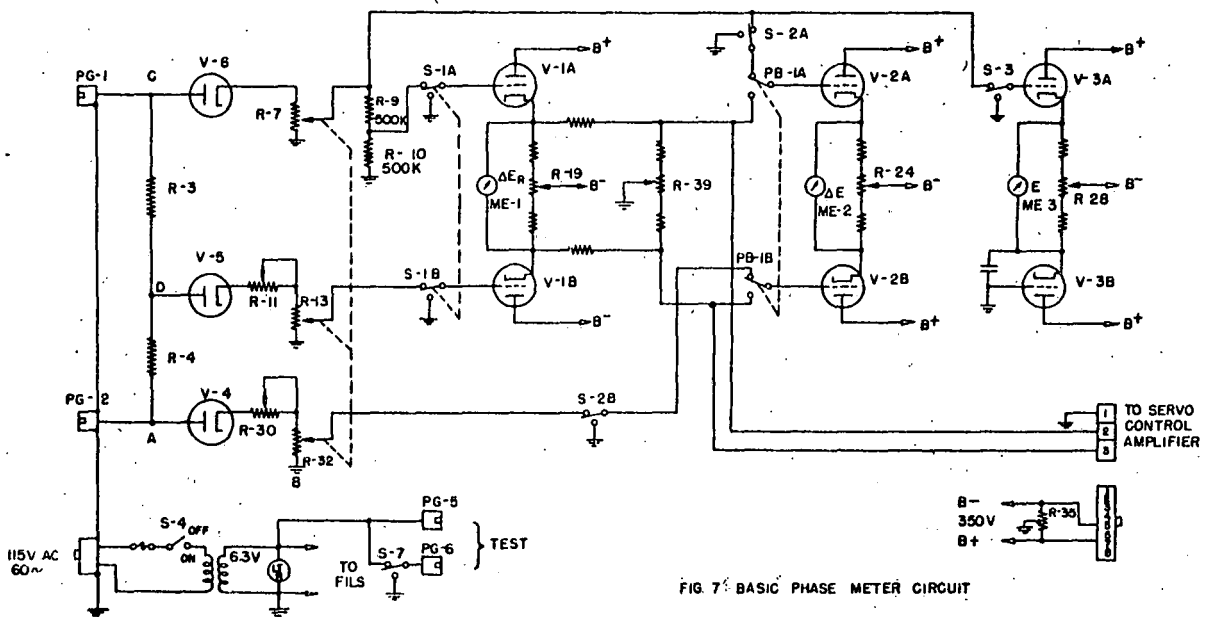 PG-1
C
V-6
R-7
R-9
500K
R-10
500K
S-1A
V-1A
B+
S-2A
PB-1A
V-2A
B+
S-3
V-3A
B+
R-3
ΔER
ME-1
R-19
B-
R-39
ΔE
ME-2
R-24
B-
E
ME 3
R 28
B-
V-5
D
R-11
R-13
S-1B
V-1B
B-
PB-1B
V-2B
B+
V-3B
B+
R-4
V-4
PG-2
A
R-30
R-32
B
S-2B
1
2
3
TO SERVO
CONTROL
AMPLIFIER
S-4
OFF
ON
115V AC
60~
6.3V
TO
FILS
S-7
PG-5
PG-6
TEST
B-
350V
B+
R-35
FIG. 7: BASIC PHASE METER CIRCUIT